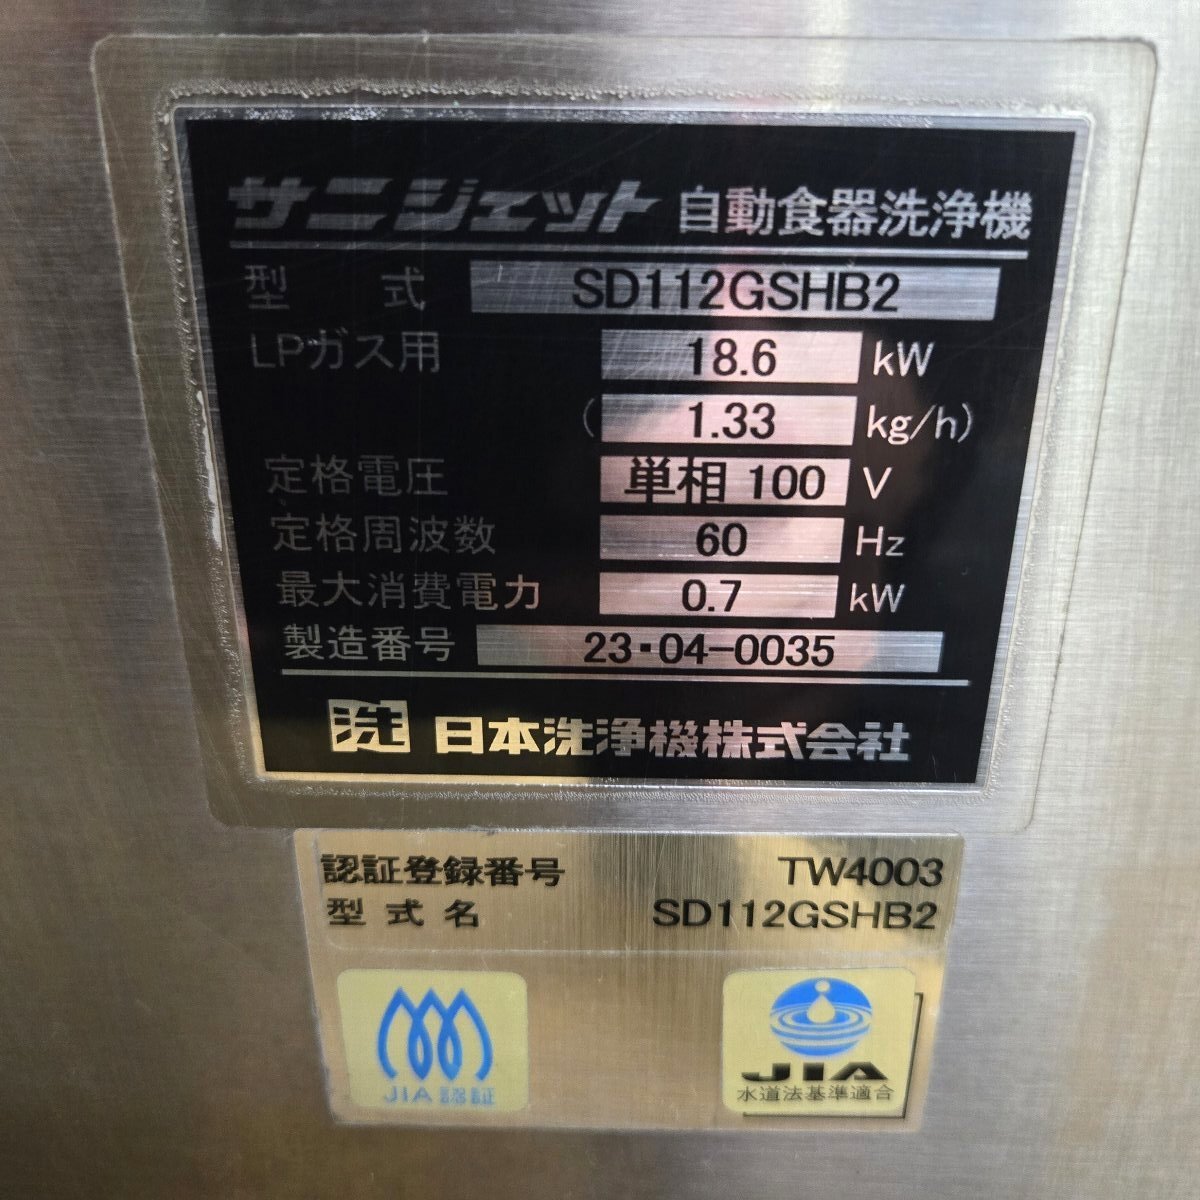 サニジェット 自動食器洗浄機
型 式 SD112GSHB2
LPガス用 18.6 kW
( 1.33 kg/h)
定格電圧 単相 100 V
定格周波数 60 Hz
最大消費電力 0.7 kW
製造番号 23・04-0035
洗 日本洗浄機株式会社
認証登録番号 TW4003
型式名 SD112GSHB2
JIA認証
JIA
水道法基準適合